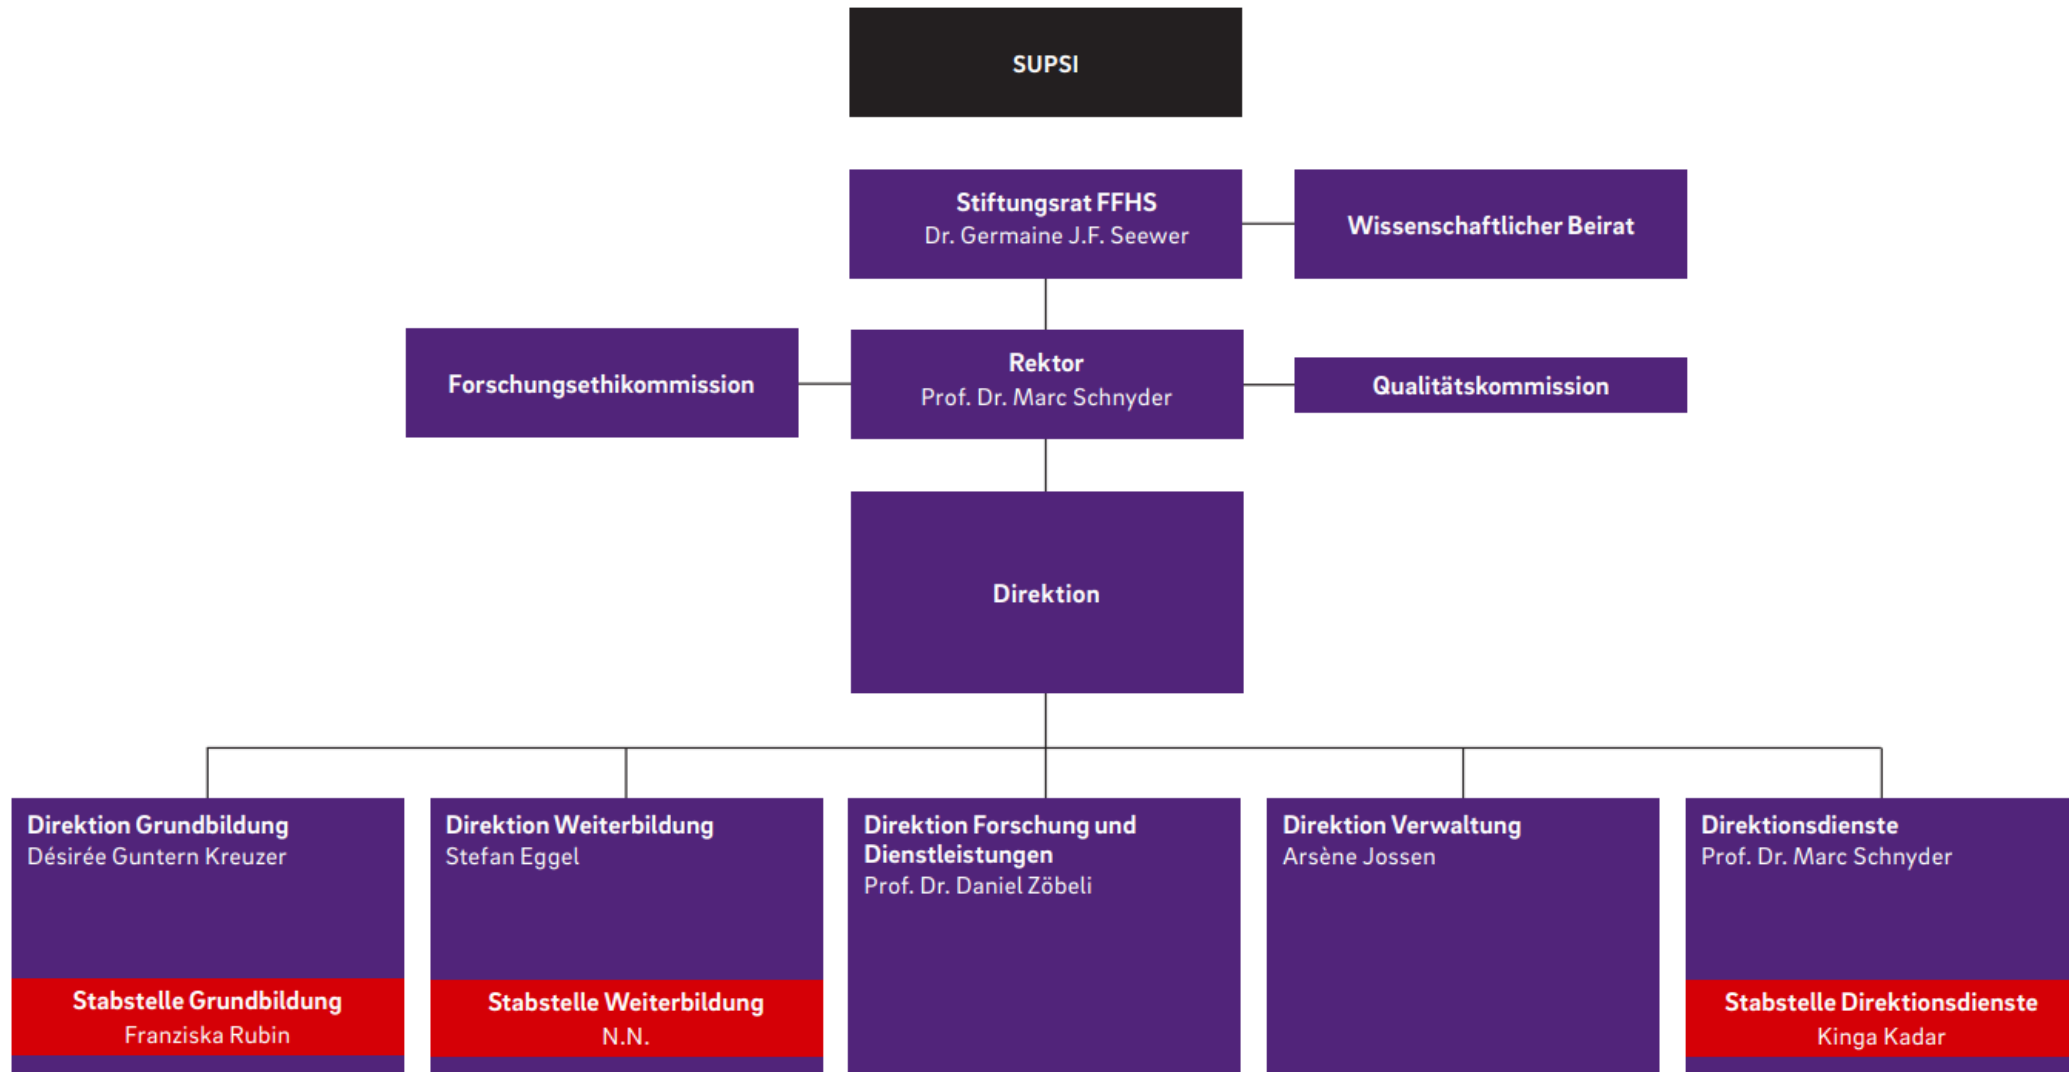 SUPSI
Stiftungsrat FFHS
Dr. Germaine J.F. Seewer
Wissenschaftlicher Beirat
Forschungsethikommission
Rektor
Prof. Dr. Marc Schnyder
Qualitätskommission
Direktion
Direktion Grundbildung
Désirée Guntern Kreuzer
Stabstelle Grundbildung
Franziska Rubin
Direktion Weiterbildung
Stefan Eggel
Stabstelle Weiterbildung
N.N.
Direktion Forschung und
Dienstleistungen
Prof. Dr. Daniel Zöbeli
Direktion Verwaltung
Arsène Jossen
Direktionsdienste
Prof. Dr. Marc Schnyder
Stabstelle Direktionsdienste
Kinga Kadar